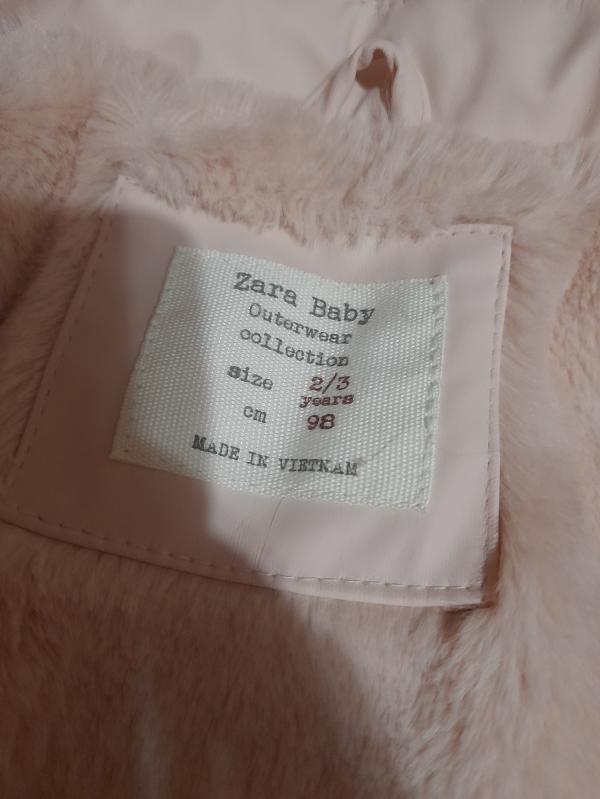 Zara Baby
Outerwear
collection
size 2/3
years
cm 98
MADE IN VIETNAM